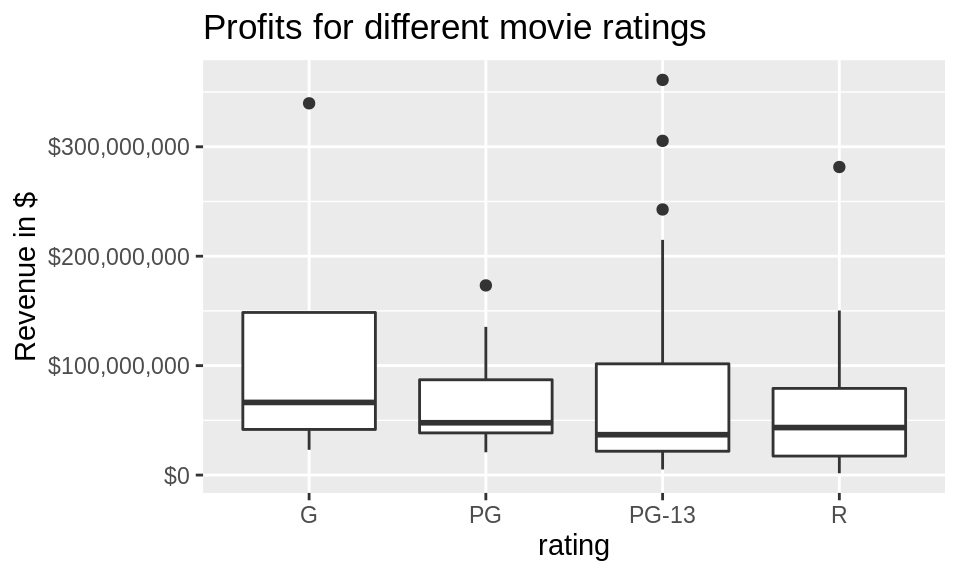 Profits for different movie ratings
Revenue in $
$300,000,000
$200,000,000
$100,000,000
$0
G PG PG-13 R
rating